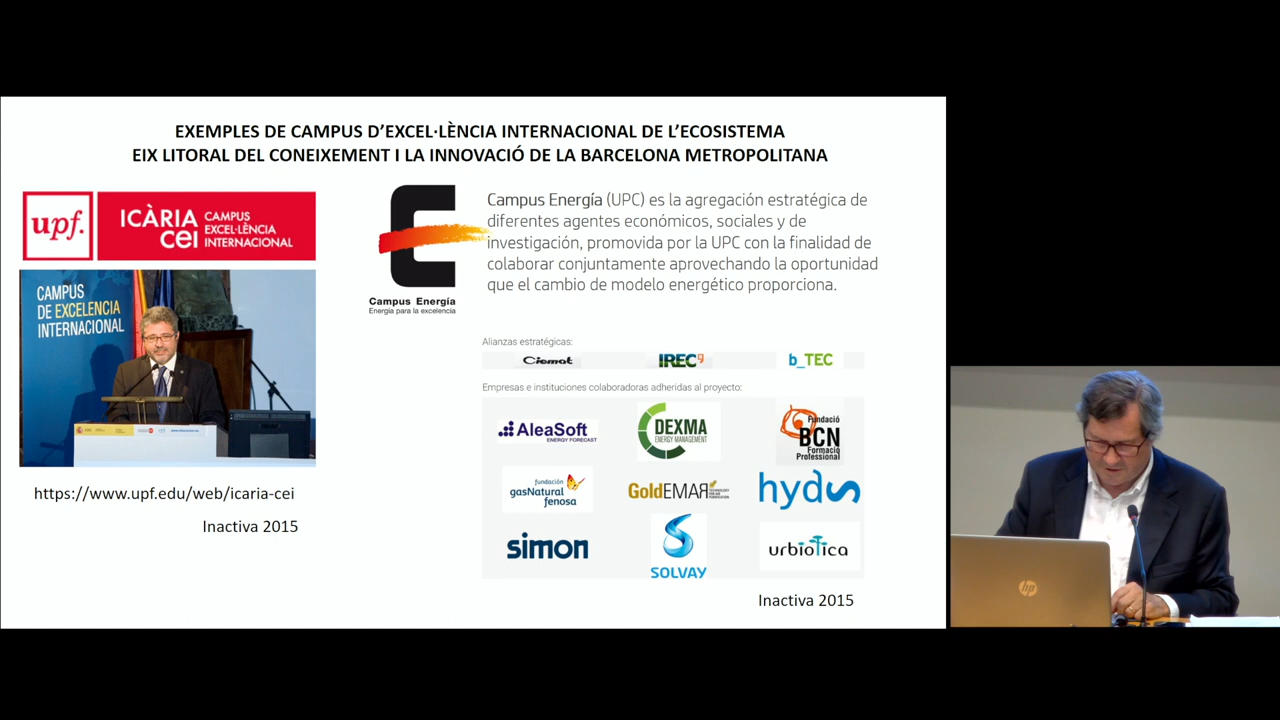 EXEMPLES DE CAMPUS D'EXCEL·LÈNCIA INTERNACIONAL DE L'ECOSISTEMA
EIX LITORAL DEL CONEIXEMENT I LA INNOVACIÓ DE LA BARCELONA METROPOLITANA
upf.
ICÀRIA
cei
CAMPUS
EXCEL·LÈNCIA
INTERNACIONAL
CAMPUS
DE EXCELENCIA
INTERNACIONAL
https://www.upf.edu/web/icaria-cei
Inactiva 2015
Campus Energía
Energía para la excelencia
Campus Energía (UPC) es la agregación estratégica de
diferentes agentes económicos, sociales y de
investigación, promovida por la UPC con la finalidad de
colaborar conjuntamente aprovechando la oportunidad
que el cambio de modelo energético proporciona.
Alianzas estratégicas:
Ciemat
IREC
b_TEC
Empresas e instituciones colaboradoras adheridas al proyecto:
AleaSoft
ENERGY FORECAST
DEXMA
ENERGY MANAGEMENT
Fundació
BCN
Formació
Professional
fundación
gasNatural
fenosa
GoldEMAR
hyds
simon
SOLVAY
urbiotica
Inactiva 2015
hp